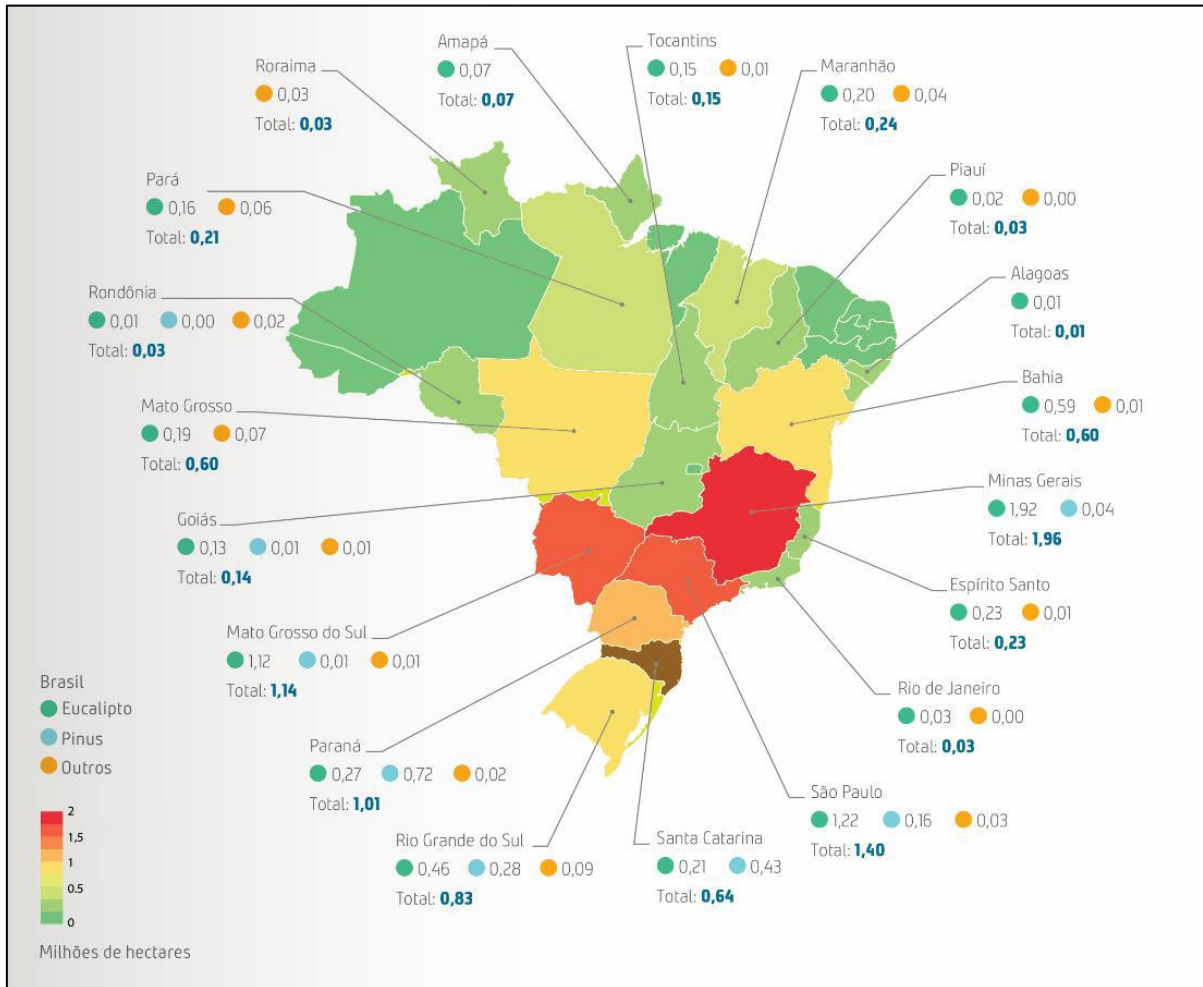 Amapá
0,07
Total: 0,07
Tocantins
0,15 0,01
Total: 0,15
Maranhão
0,20 0,04
Total: 0,24
Roraima
0,03
Total: 0,03
Piauí
0,02 0,00
Total: 0,03
Pará
0,16 0,06
Total: 0,21
Alagoas
0,01
Total: 0,01
Rondônia
0,01 0,00 0,02
Total: 0,03
Bahia
0,59 0,01
Total: 0,60
Mato Grosso
0,19 0,07
Total: 0,60
Minas Gerais
1,92 0,04
Total: 1,96
Goiás
0,13 0,01 0,01
Total: 0,14
Espírito Santo
0,23 0,01
Total: 0,23
Mato Grosso do Sul
1,12 0,01 0,01
Total: 1,14
Rio de Janeiro
0,03 0,00
Total: 0,03
Paraná
0,27 0,72 0,02
Total: 1,01
São Paulo
1,22 0,16 0,03
Total: 1,40
Rio Grande do Sul
0,46 0,28 0,09
Total: 0,83
Santa Catarina
0,21 0,43
Total: 0,64
Brasil
Eucalipto
Pinus
Outros
2
1,5
1
0.5
0
Milhões de hectares